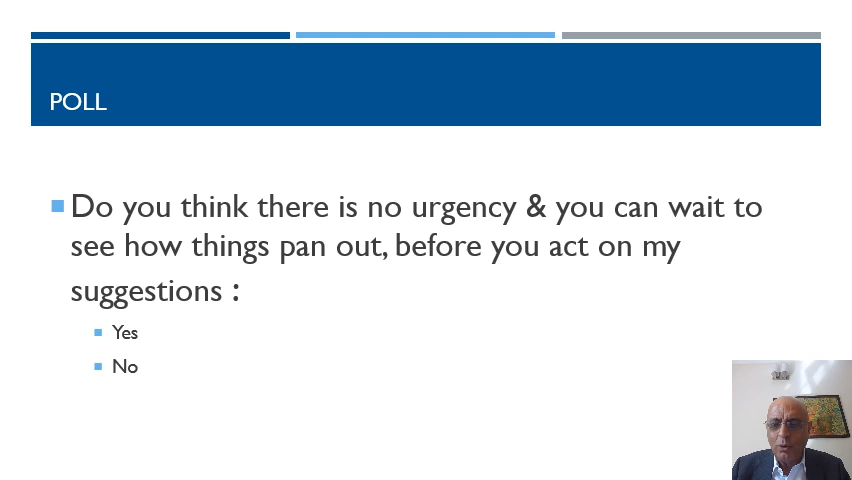 POLL
Do you think there is no urgency & you can wait to
see how things pan out, before you act on my
suggestions :
Yes
No